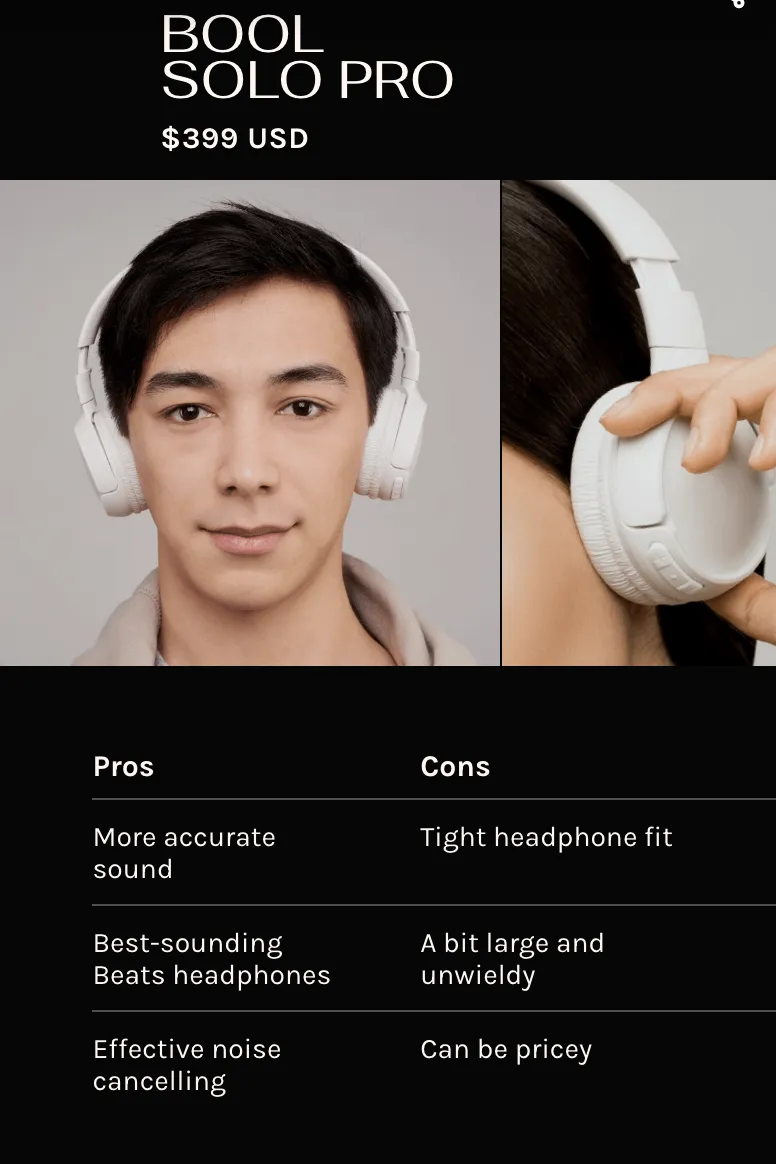 BOOL
SOLO PRO
$399 USD
Pros
Cons
More accurate
sound
Tight headphone fit
Best-sounding
Beats headphones
A bit large and
unwieldy
Effective noise
cancelling
Can be pricey